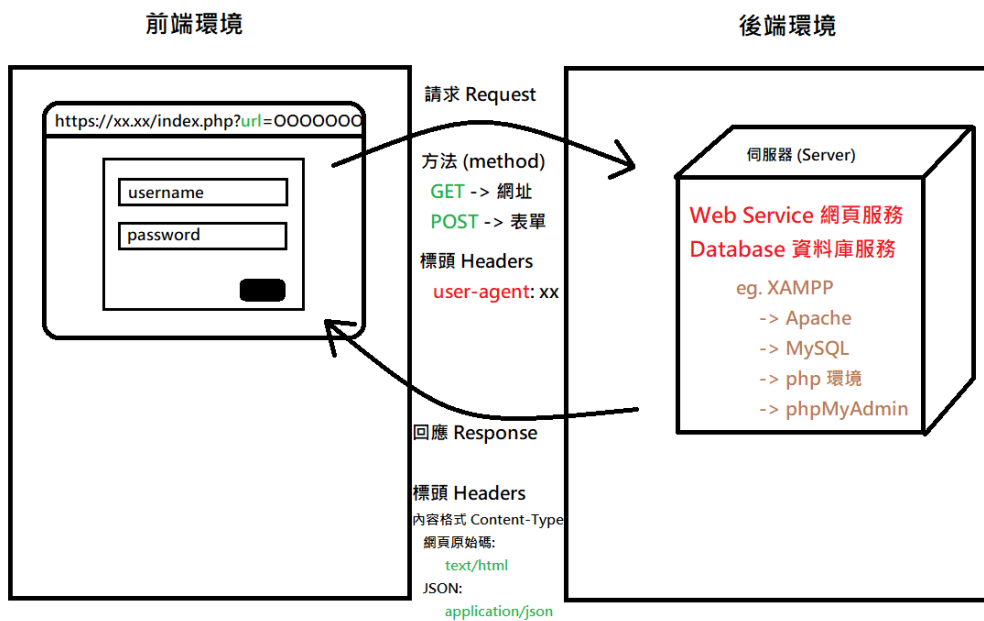 前端環境
後端環境
https://xx.xx/index.php?url=OOOOOOO
username
password
請求 Request
方法 (method)
GET -> 網址
POST -> 表單
標頭 Headers
user-agent: xx
伺服器 (Server)
Web Service 網頁服務
Database 資料庫服務
eg. XAMPP
-> Apache
-> MySQL
-> php 環境
-> phpMyAdmin
回應 Response
標頭 Headers
內容格式 Content-Type
網頁原始碼:
text/html
JSON:
application/json